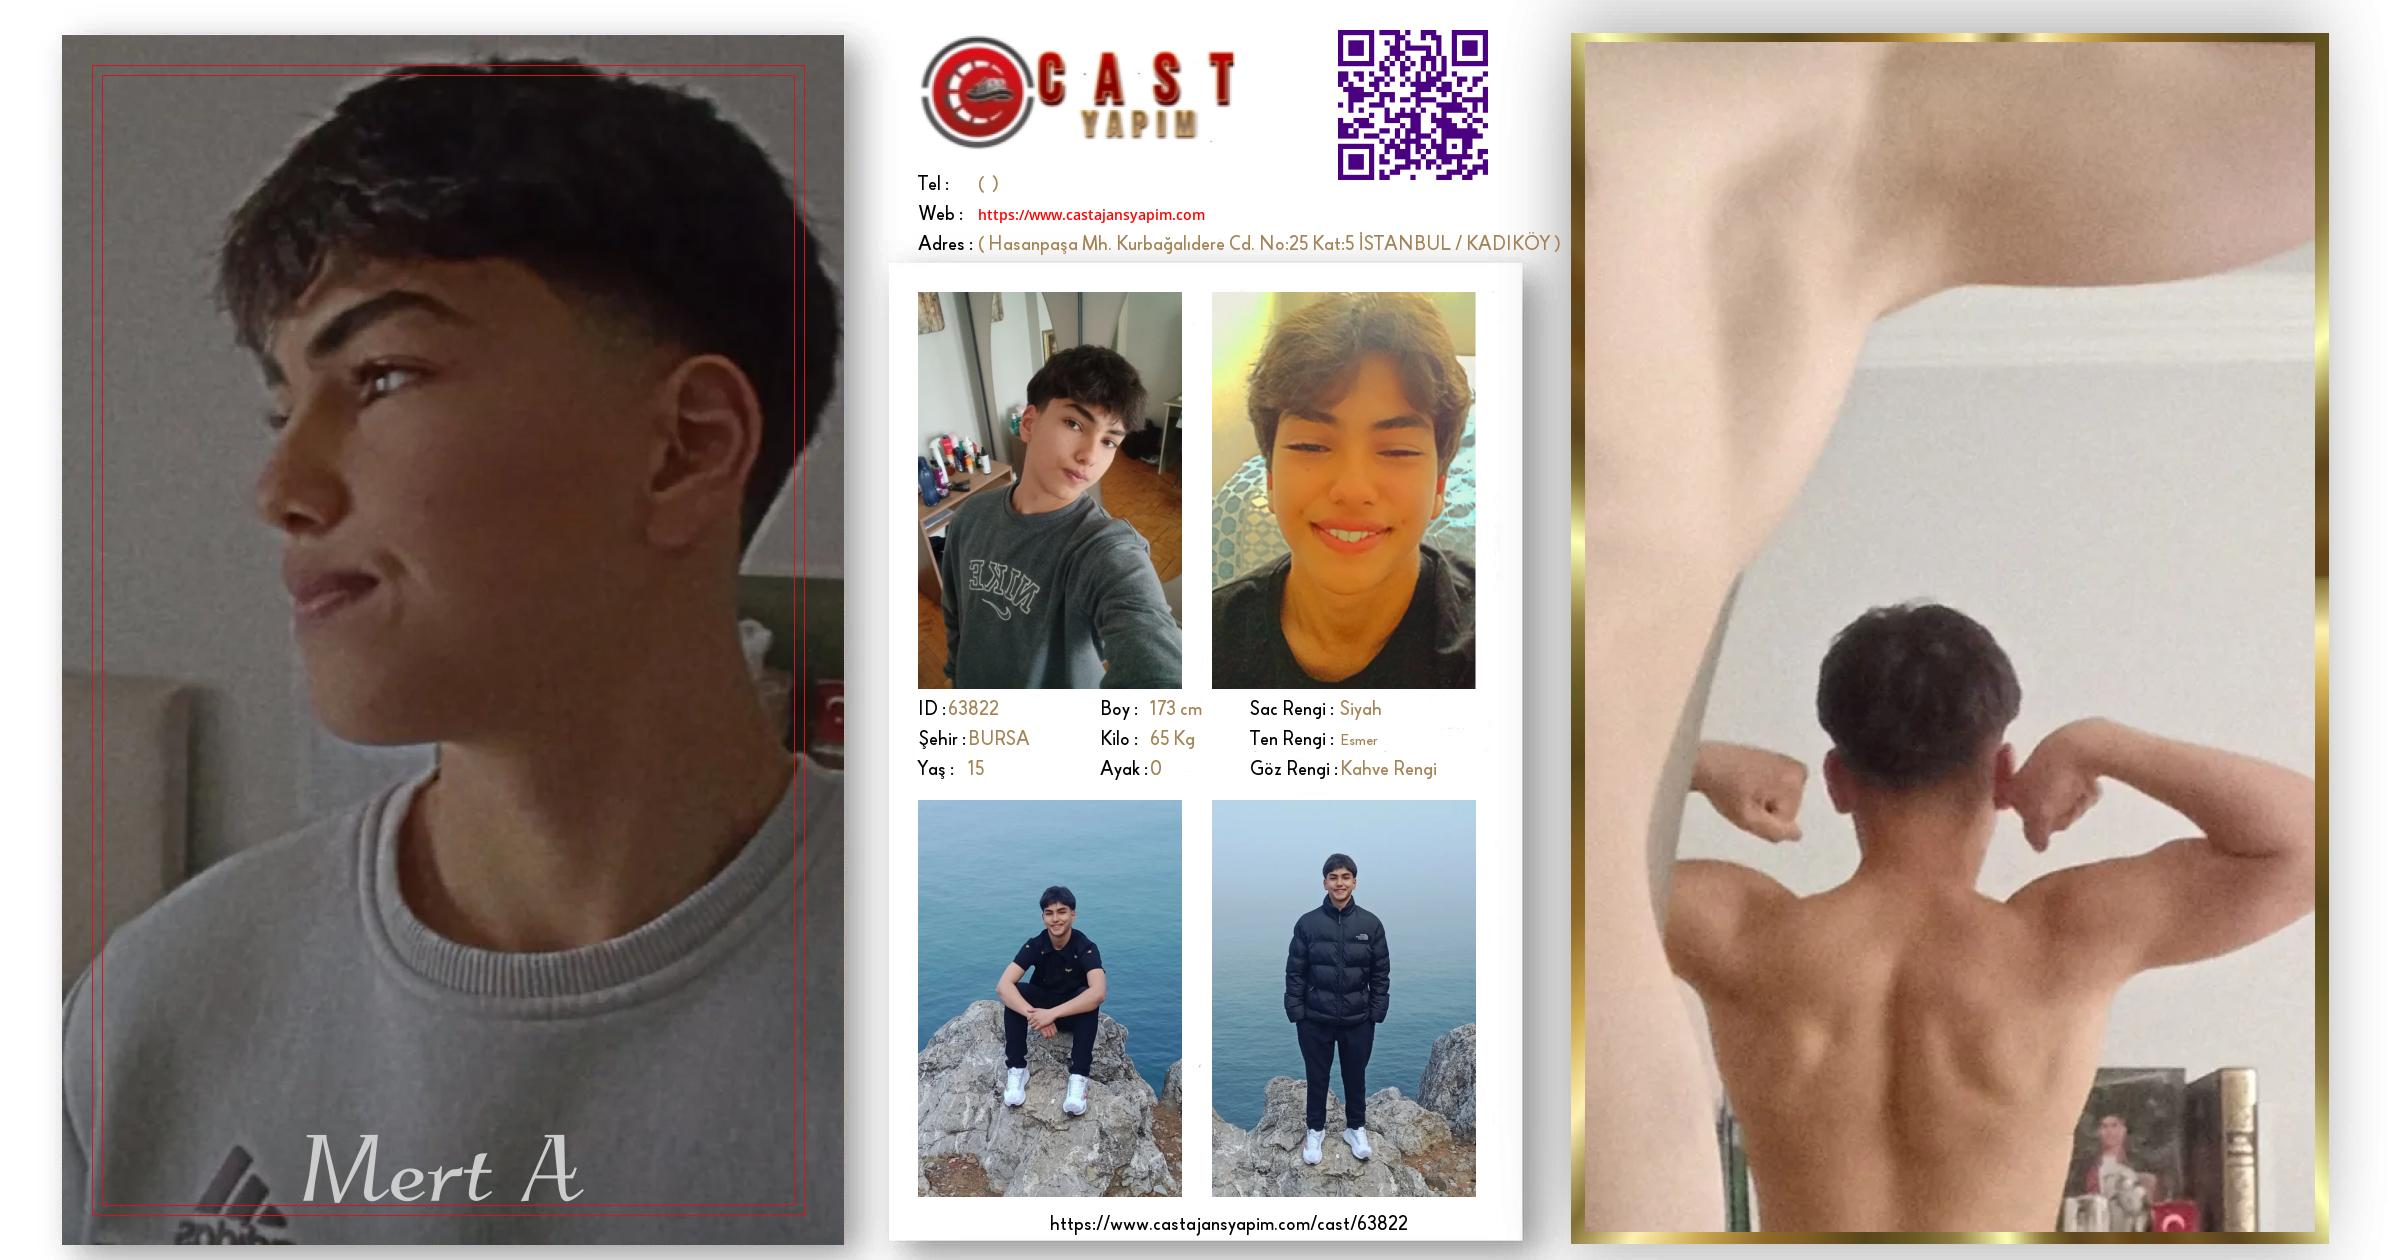 CAST
YAPIM
Tel : ( )
Web : https://www.castajansyapim.com
Adres : ( Hasanpaşa Mh. Kurbağalıdere Cd. No:25 Kat:5 İSTANBUL / KADIKÖY )
NIKE
ID : 63822 Boy : 173 cm Sac Rengi : Siyah
Şehir : BURSA Kilo : 65 Kg Ten Rengi : Esmer
Yaş : 15 Ayak : 0 Göz Rengi : Kahve Rengi
Mert A
adidas
https://www.castajansyapim.com/cast/63822